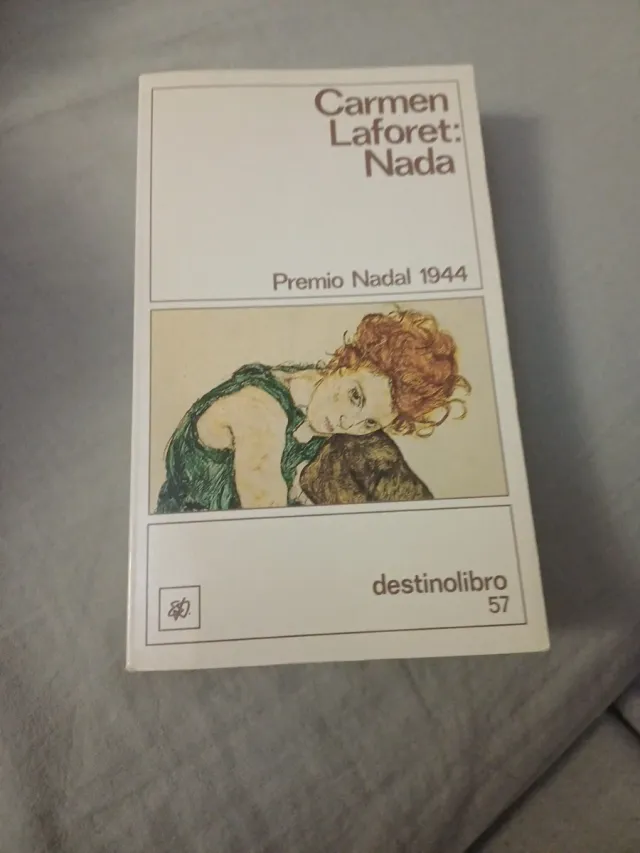 Carmen
Laforet:
Nada
Premio Nadal 1944
destinolibro
57